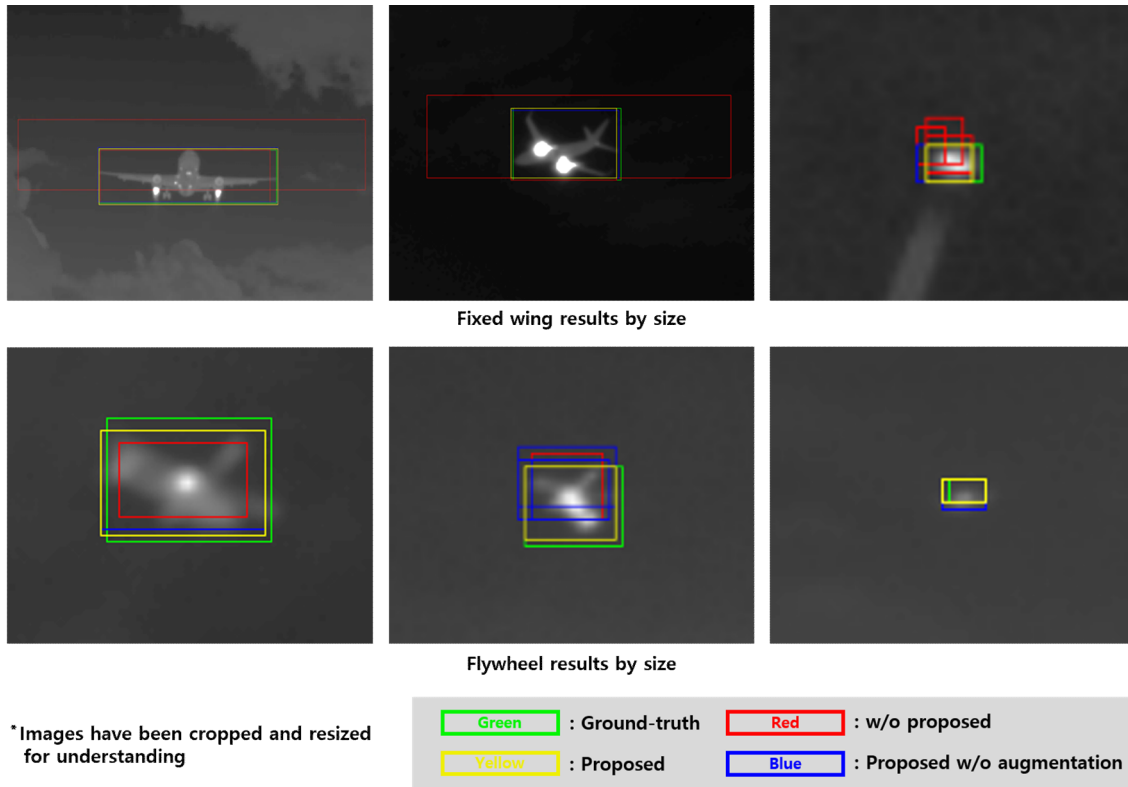 Fixed wing results by size
Flywheel results by size
*Images have been cropped and resized
for understanding
Green : Ground-truth
Red : w/o proposed
Yellow : Proposed
Blue : Proposed w/o augmentation